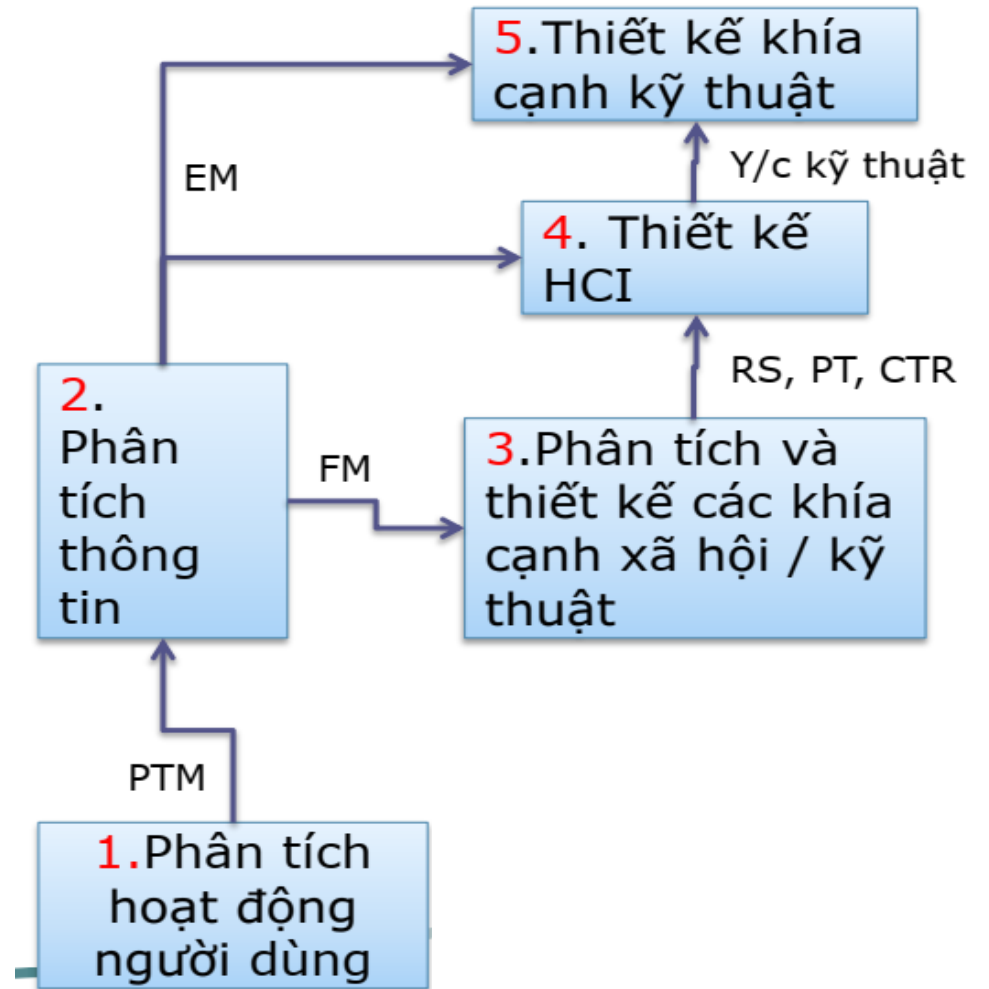 5.Thiết kế khía
cạnh kỹ thuật
EM
Y/c kỹ thuật
4. Thiết kế
HCI
RS, PT, CTR
2.
Phân
tích
thông
tin
FM
3.Phân tích và
thiết kế các khía
cạnh xã hội / kỹ
thuật
PTM
1.Phân tích
hoạt động
người dùng